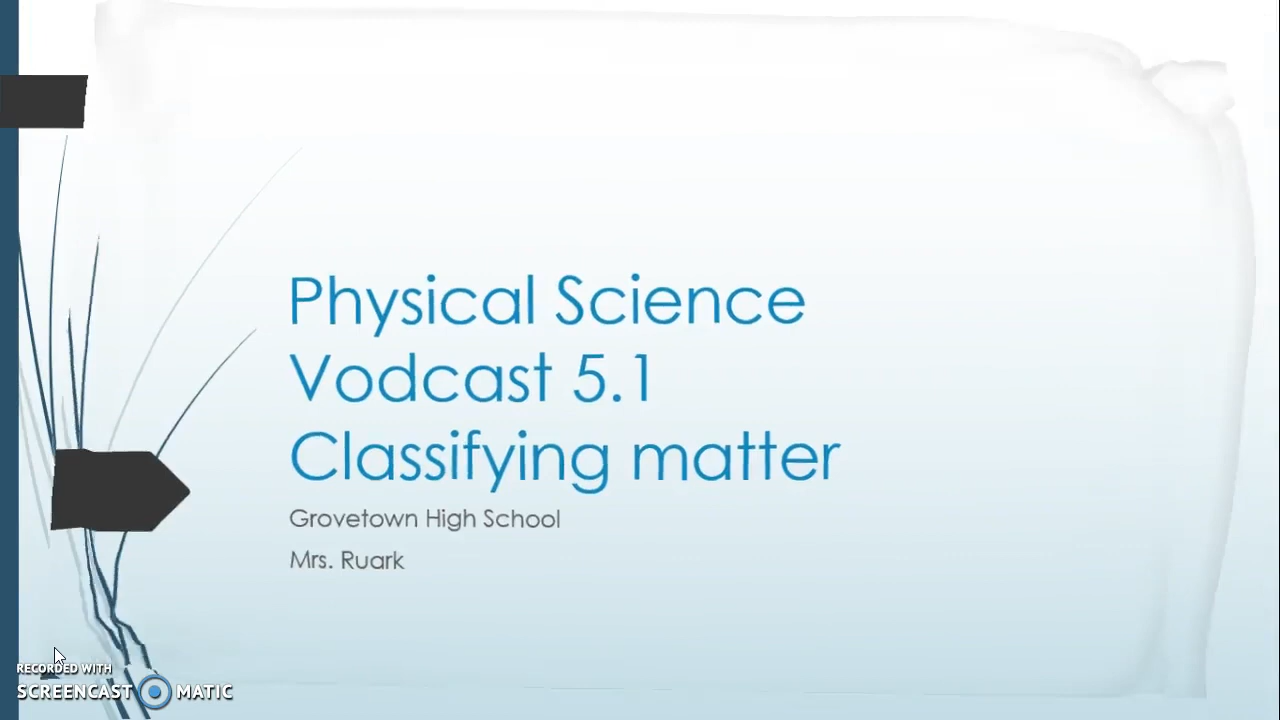 Physical Science
Vodcast 5.1
Classifying matter
Grovetown High School
Mrs. Ruark
RECORDED WITH
SCREENCAST MATIC